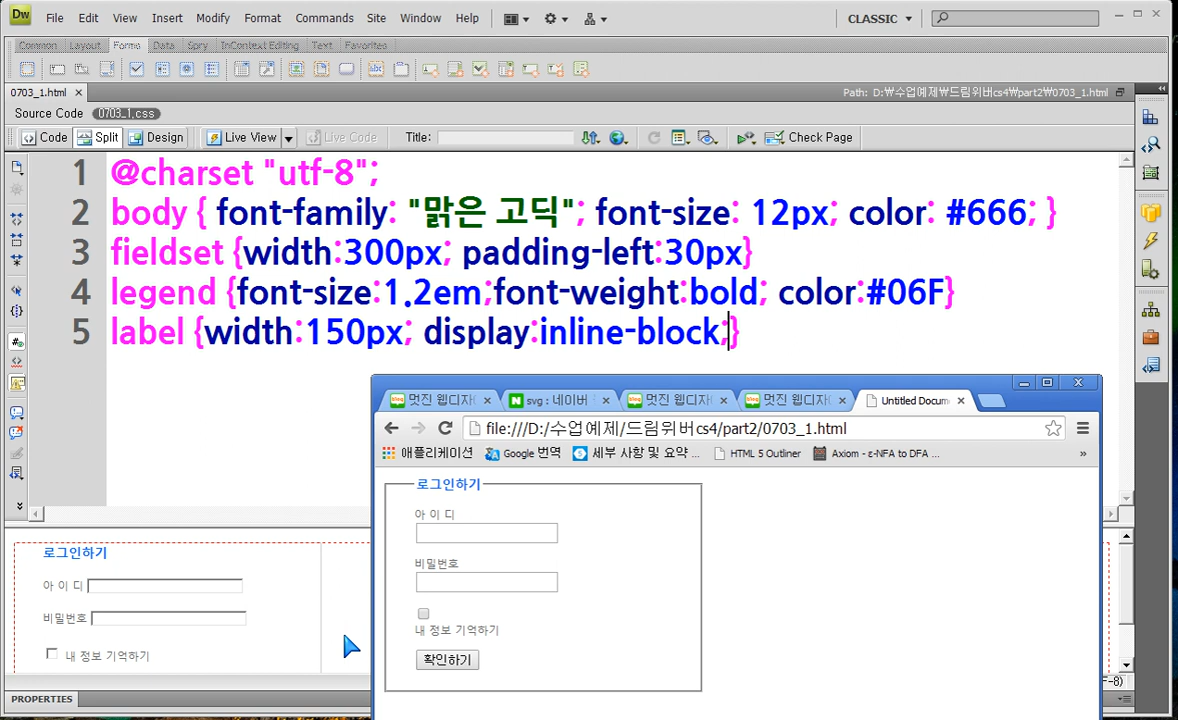 Dw File Edit View Insert Modify Format Commands Site Window Help CLASSIC
Common Layout Forms Data Spry InContext Editing Text Favorites
0703_1.html Path: D:₩수업예제₩드림위버cs4₩part2₩0703_1.html
Source Code 0703_1.css
Code Split Design Live View Live Code Title: Check Page
1 @charset "utf-8";
2 body { font-family: "맑은 고딕"; font-size: 12px; color: #666; }
3 fieldset {width:300px; padding-left:30px}
4 legend {font-size:1.2em;font-weight:bold; color:#06F}
5 label {width:150px; display:inline-block;}
멋진 웹디자이 svg : 네이버 멋진 웹디자이 멋진 웹디자이 Untitled Docum
file:///D:/수업예제/드림위버cs4/part2/0703_1.html
애플리케이션 Google 번역 세부 사항 및 요약 ... HTML 5 Outliner Axiom - ε-NFA to DFA ... »
로그인하기
아 이 디
비밀번호
내 정보 기억하기
확인하기
로그인하기
아 이 디
비밀번호
내 정보 기억하기
F-8)
PROPERTIES